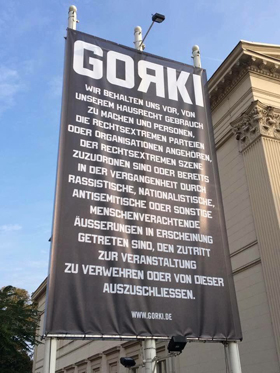 GOЯKI
WIR BEHALTEN UNS VOR, VON
UNSEREM HAUSRECHT GEBRAUCH
ZU MACHEN UND PERSONEN,
DIE RECHTSEXTREMEN PARTEIEN
ODER ORGANISATIONEN ANGEHÖREN,
DER RECHTSEXTREMEN SZENE
ZUZUORDNEN SIND ODER BEREITS
IN DER VERGANGENHEIT DURCH
RASSISTISCHE, NATIONALISTISCHE,
ANTISEMITISCHE ODER SONSTIGE
MENSCHENVERACHTENDE
ÄUSSERUNGEN IN ERSCHEINUNG
GETRETEN SIND, DEN ZUTRITT
ZUR VERANSTALTUNG
ZU VERWEHREN ODER VON DIESER
AUSZUSCHLIESSEN.
WWW.GORKI.DE